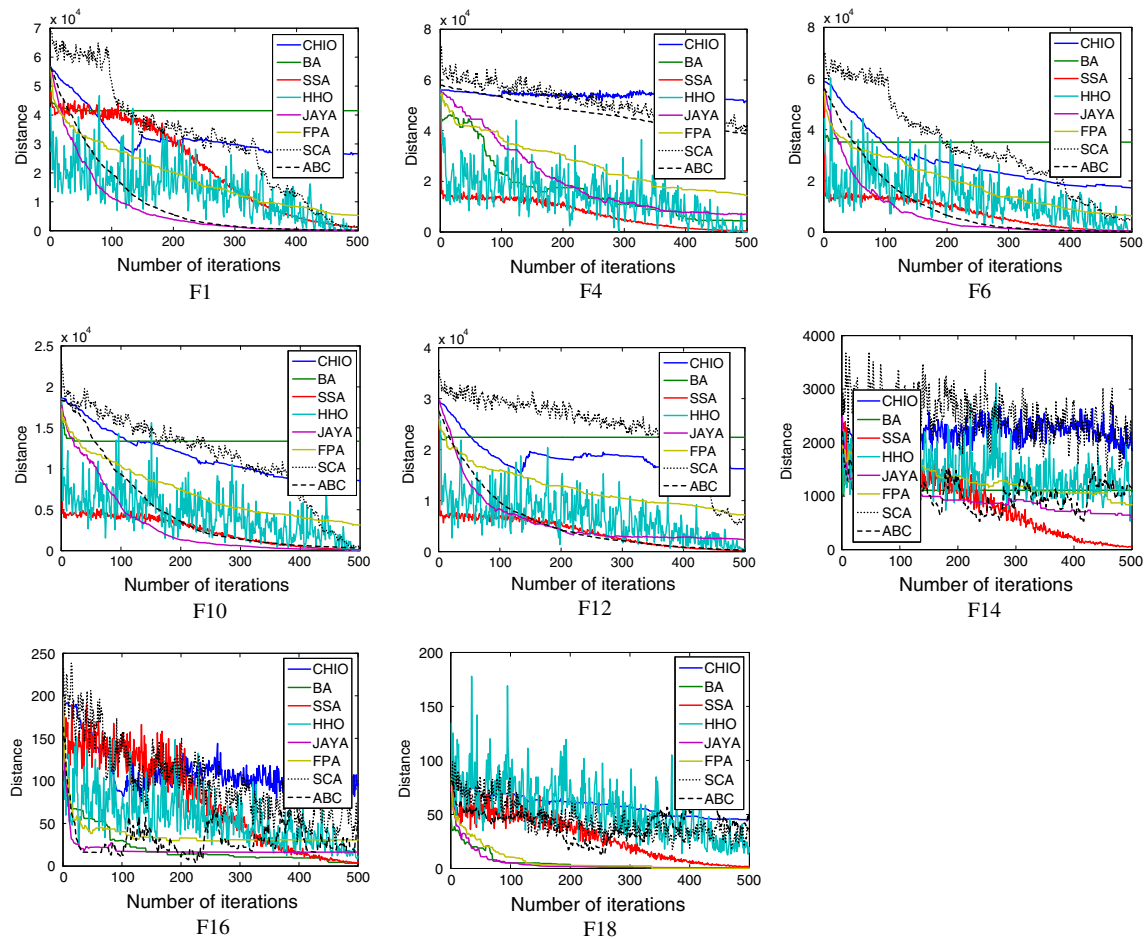 x 10⁴
7
6
5
4
3
2
1
0
Distance
0 100 200 300 400 500
Number of iterations
CHIO
BA
SSA
HHO
JAYA
FPA
SCA
ABC
F1
x 10⁴
8
6
4
2
0
Distance
0 100 200 300 400 500
Number of iterations
CHIO
BA
SSA
HHO
JAYA
FPA
SCA
ABC
F4
x 10⁴
8
6
4
2
0
Distance
0 100 200 300 400 500
Number of iterations
CHIO
BA
SSA
HHO
JAYA
FPA
SCA
ABC
F6
x 10⁴
2.5
2
1.5
1
0.5
0
Distance
0 100 200 300 400 500
Number of iterations
CHIO
BA
SSA
HHO
JAYA
FPA
SCA
ABC
F10
x 10⁴
4
3
2
1
0
Distance
0 100 200 300 400 500
Number of iterations
CHIO
BA
SSA
HHO
JAYA
FPA
SCA
ABC
F12
4000
3000
2000
1000
0
Distance
0 100 200 300 400 500
Number of iterations
CHIO
BA
SSA
HHO
JAYA
FPA
SCA
ABC
F14
250
200
150
100
50
0
Distance
0 100 200 300 400 500
Number of iterations
CHIO
BA
SSA
HHO
JAYA
FPA
SCA
ABC
F16
200
150
100
50
0
Distance
0 100 200 300 400 500
Number of iterations
CHIO
BA
SSA
HHO
JAYA
FPA
SCA
ABC
F18